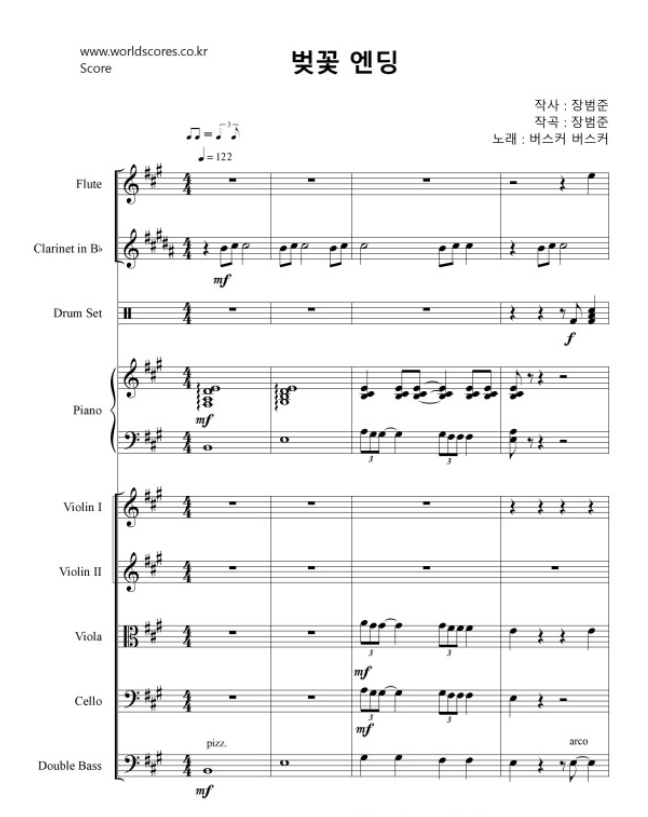 www.worldscores.co.kr
Score
벚꽃 엔딩
작사 : 장범준
작곡 : 장범준
노래 : 버스커 버스커
3
= 
= 122
Flute
Clarinet in B♭
mf
Drum Set
f
Piano
mf
3 3
Violin I
Violin II
Viola
3 3
mf
Cello
3 3
mf
pizz. arco
Double Bass
mf